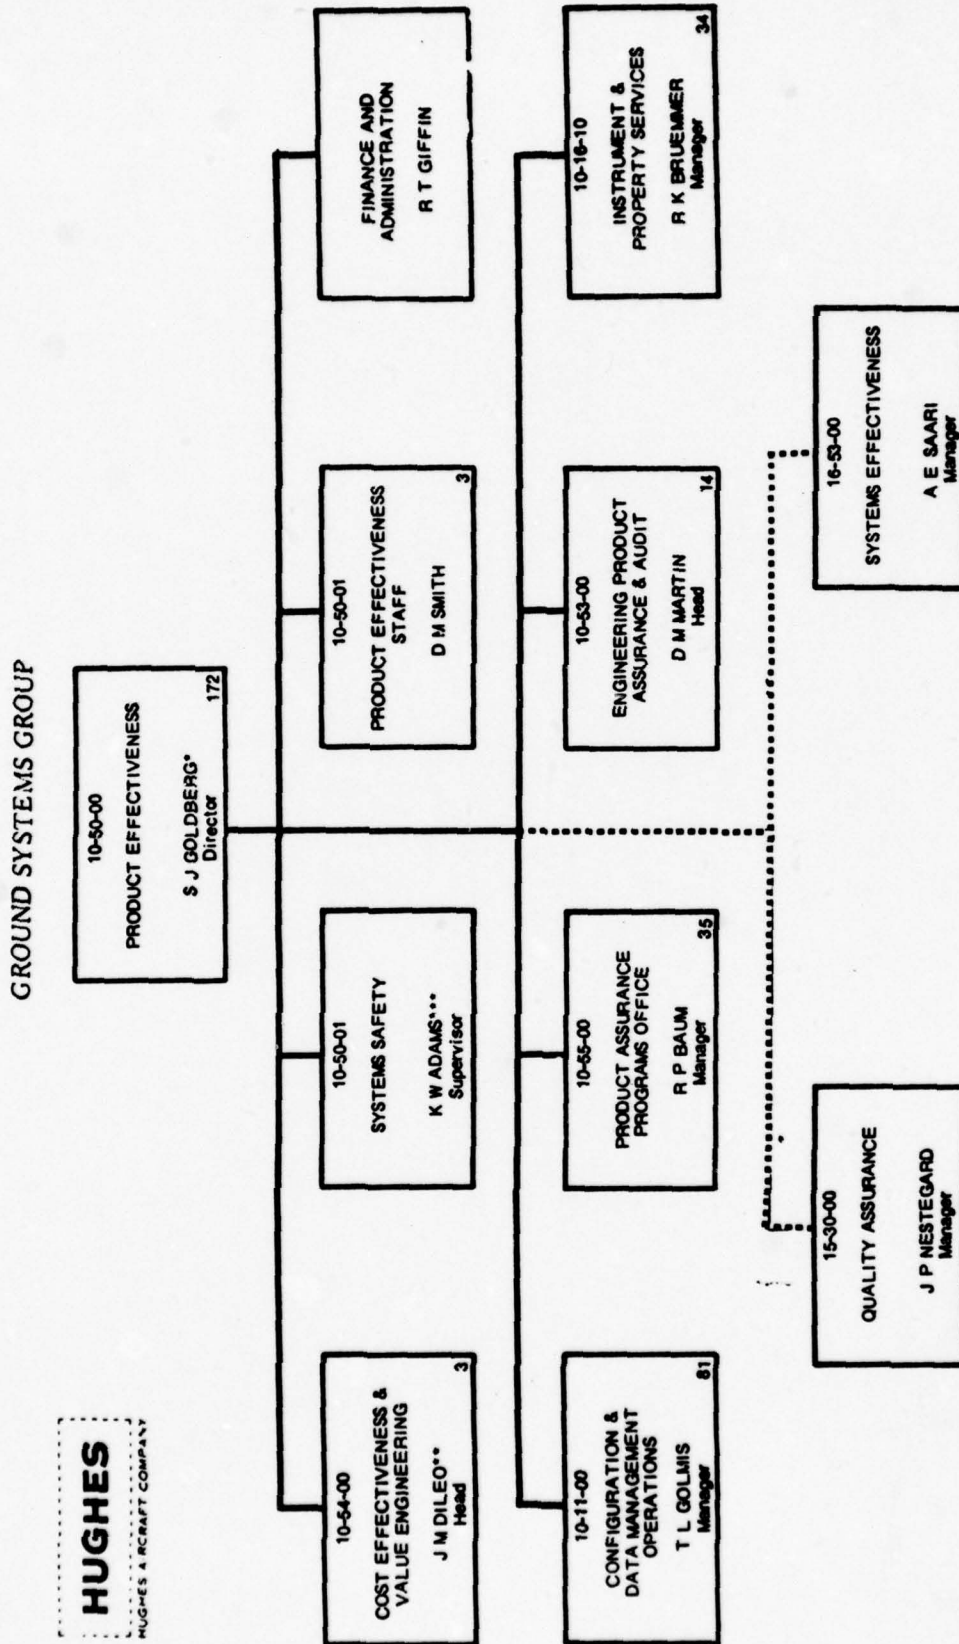 HUGHES
HUGHES AIRCRAFT COMPANY
GROUND SYSTEMS GROUP
10-50-00
PRODUCT EFFECTIVENESS
S J GOLDBERG*
Director
172
10-54-00
COST EFFECTIVENESS &
VALUE ENGINEERING
J M DILEO**
Head
3
10-50-01
SYSTEMS SAFETY
K W ADAMS***
Supervisor
10-50-01
PRODUCT EFFECTIVENESS
STAFF
D M SMITH
3
FINANCE AND
ADMINISTRATION
R T GIFFIN
10-11-00
CONFIGURATION &
DATA MANAGEMENT
OPERATIONS
T L GOLMIS
Manager
81
10-55-00
PRODUCT ASSURANCE
PROGRAMS OFFICE
R P BAUM
Manager
35
10-53-00
ENGINEERING PRODUCT
ASSURANCE & AUDIT
D M MARTIN
Head
14
10-16-10
INSTRUMENT &
PROPERTY SERVICES
R K BRUEMMER
Manager
34
15-30-00
QUALITY ASSURANCE
J P NESTEGARD
Manager
16-53-00
SYSTEMS EFFECTIVENESS
A E SAARI
Manager